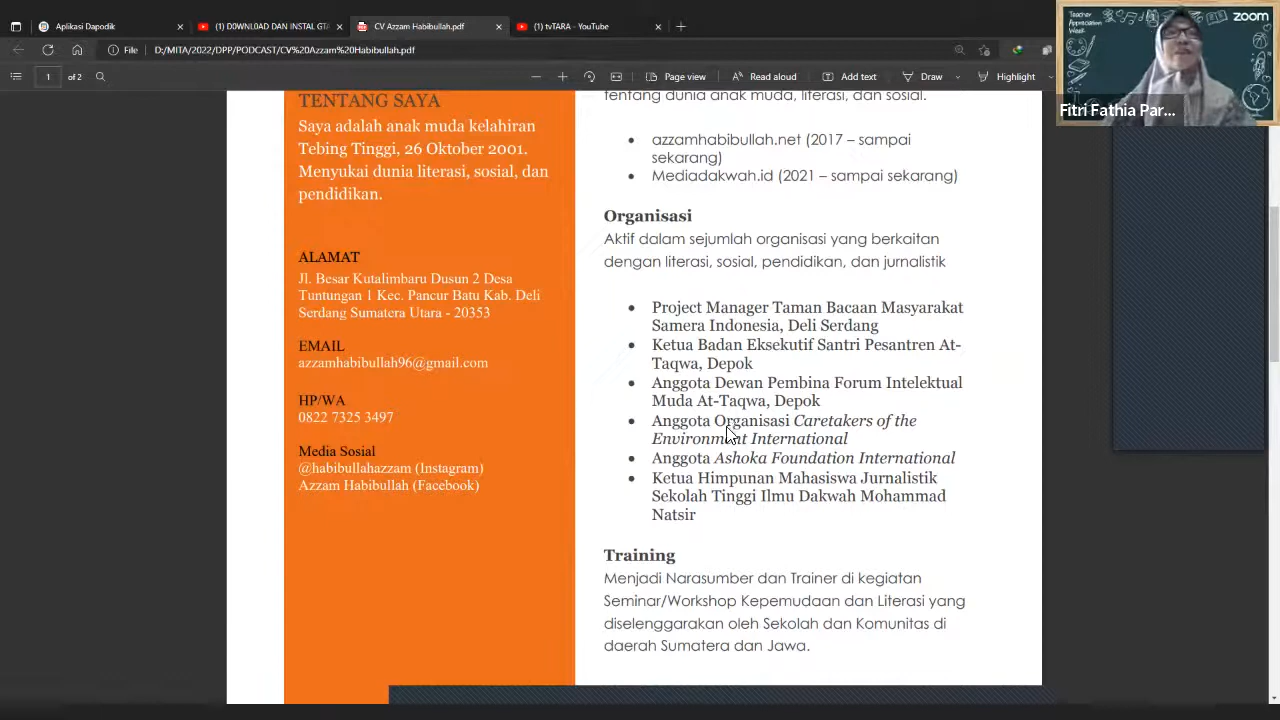 Aplikasi Dapodik
(1) D0WNL0AD DAN INSTAL GT
CV Azzam Habibullah.pdf
(1) tvTARA - YouTube
File
D:/MITA/2022/DPP/PODCAST/CV%20Azzam%20Habibullah.pdf
1 of 2
Page view
Read aloud
Add text
Draw
Highlight
Teacher Appreciation Week
zoom
Fitri Fathia Par...
TENTANG SAYA
Saya adalah anak muda kelahiran
Tebing Tinggi, 26 Oktober 2001.
Menyukai dunia literasi, sosial, dan
pendidikan.
ALAMAT
Jl. Besar Kutalimbaru Dusun 2 Desa
Tuntungan 1 Kec. Pancur Batu Kab. Deli
Serdang Sumatera Utara - 20353
EMAIL
azzamhabibullah96@gmail.com
HP/WA
0822 7325 3497
Media Sosial
@habibullahazzam (Instagram)
Azzam Habibullah (Facebook)
tentang dunia anak muda, literasi, dan sosial.
• azzamhabibullah.net (2017 – sampai
sekarang)
• Mediadakwah.id (2021 – sampai sekarang)
Organisasi
Aktif dalam sejumlah organisasi yang berkaitan
dengan literasi, sosial, pendidikan, dan jurnalistik
• Project Manager Taman Bacaan Masyarakat
Samera Indonesia, Deli Serdang
• Ketua Badan Eksekutif Santri Pesantren At-
Taqwa, Depok
• Anggota Dewan Pembina Forum Intelektual
Muda At-Taqwa, Depok
• Anggota Organisasi Caretakers of the
Environment International
• Anggota Ashoka Foundation International
• Ketua Himpunan Mahasiswa Jurnalistik
Sekolah Tinggi Ilmu Dakwah Mohammad
Natsir
Training
Menjadi Narasumber dan Trainer di kegiatan
Seminar/Workshop Kepemudaan dan Literasi yang
diselenggarakan oleh Sekolah dan Komunitas di
daerah Sumatera dan Jawa.